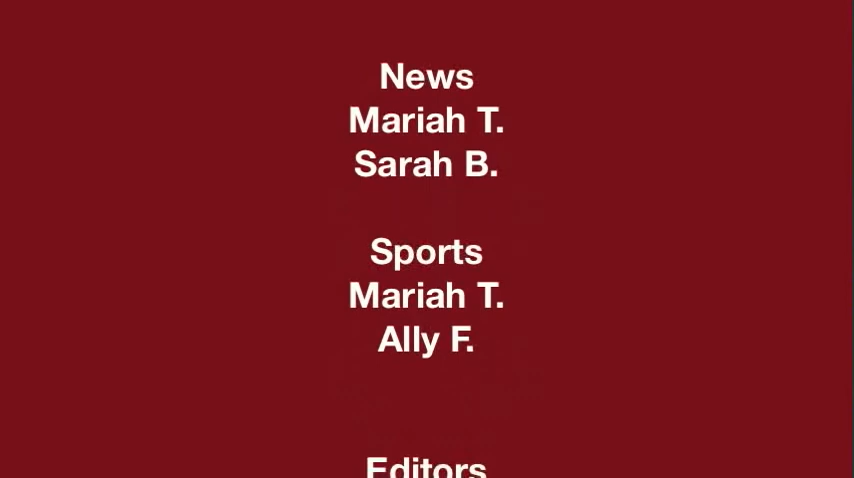 News
Mariah T.
Sarah B.
Sports
Mariah T.
Ally F.
Editors